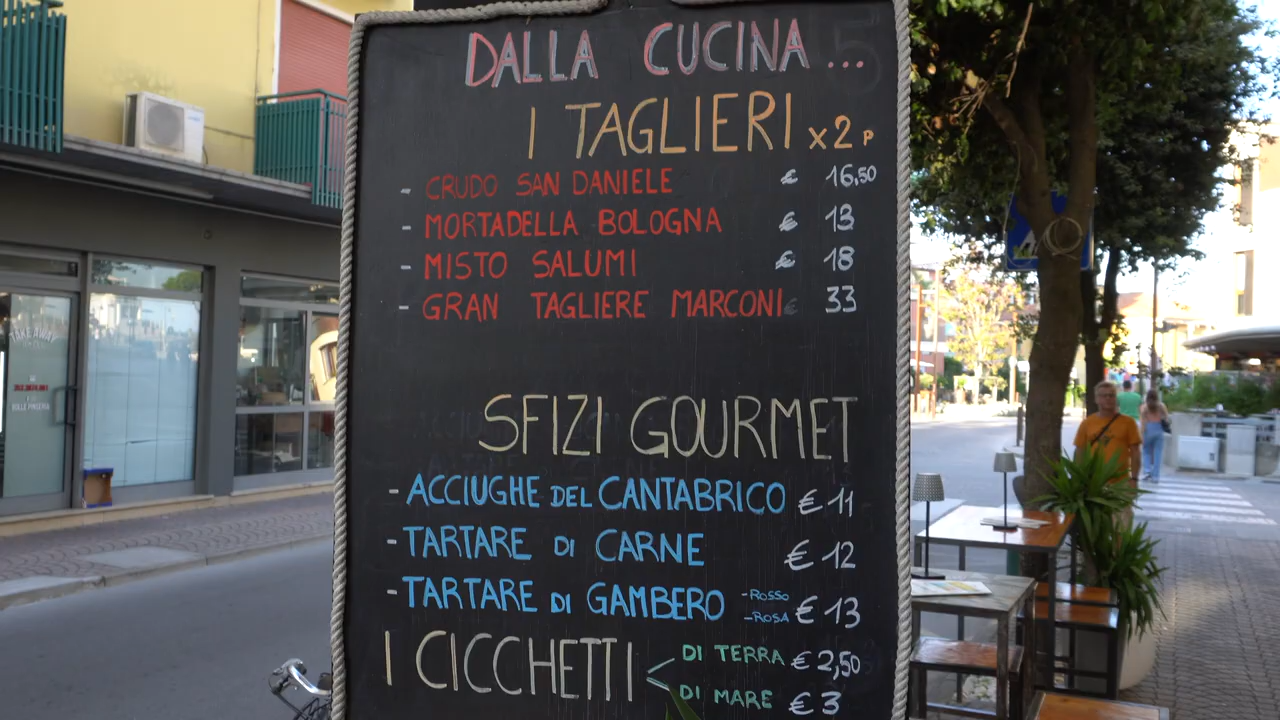 DALLA CUCINA...
I TAGLIERI x2 P
- CRUDO SAN DANIELE € 16,50
- MORTADELLA BOLOGNA € 13
- MISTO SALUMI € 18
- GRAN TAGLIERE MARCONI € 33
SFIZI GOURMET
- ACCIUGHE DEL CANTABRICO € 11
- TARTARE DI CARNE € 12
- TARTARE DI GAMBERO -ROSSO -ROSA € 13
I CICCHETTI
DI TERRA € 2,50
DI MARE € 3
TAKE AWAY